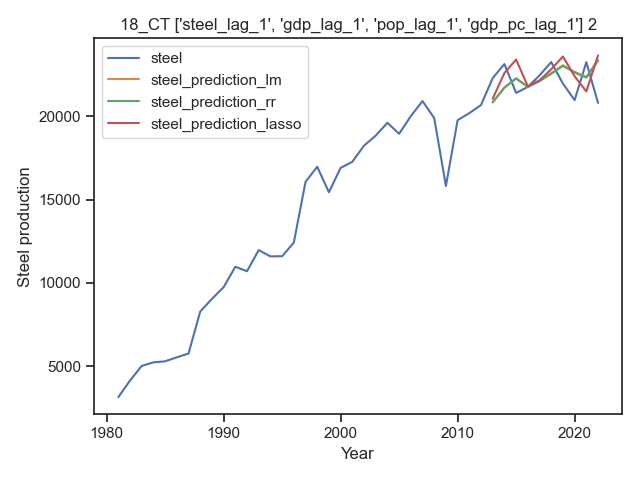 18_CT ['steel_lag_1', 'gdp_lag_1', 'pop_lag_1', 'gdp_pc_lag_1'] 2
steel
steel_prediction_lm
steel_prediction_rr
steel_prediction_lasso
20000
15000
10000
5000
Steel production
1980
1990
2000
2010
2020
Year